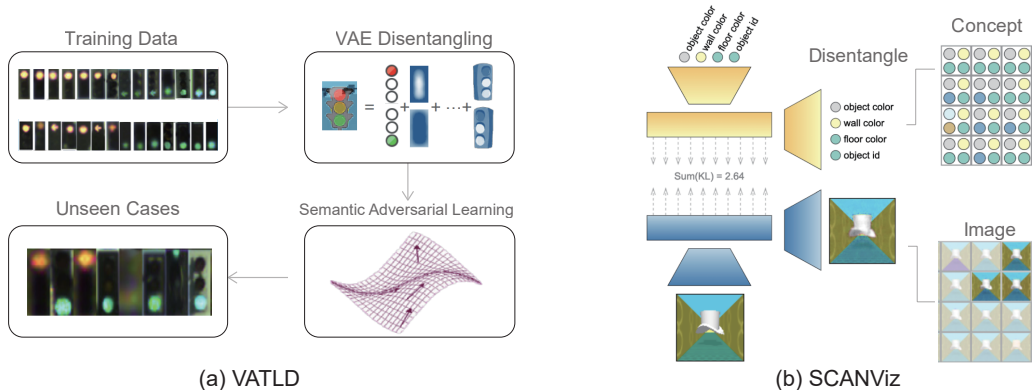 Training Data
VAE Disentangling
=
+
+ ....+
Unseen Cases
Semantic Adversarial Learning
(a) VATLD
object color
wall color
floor color
object id
Disentangle
Concept
object color
wall color
floor color
object id
Sum(KL) = 2.64
Image
(b) SCANViz